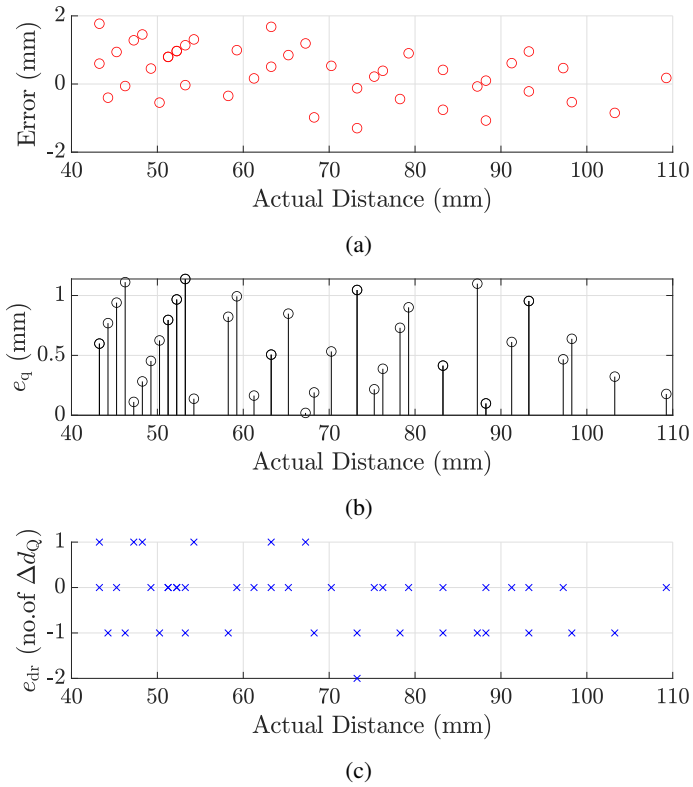 2
0
-2
Error (mm)
40 50 60 70 80 90 100 110
Actual Distance (mm)
(a)
1
0.5
0
e_q (mm)
40 50 60 70 80 90 100 110
Actual Distance (mm)
(b)
1
0
-1
-2
e_dr (no.of Δd_Q)
40 50 60 70 80 90 100 110
Actual Distance (mm)
(c)